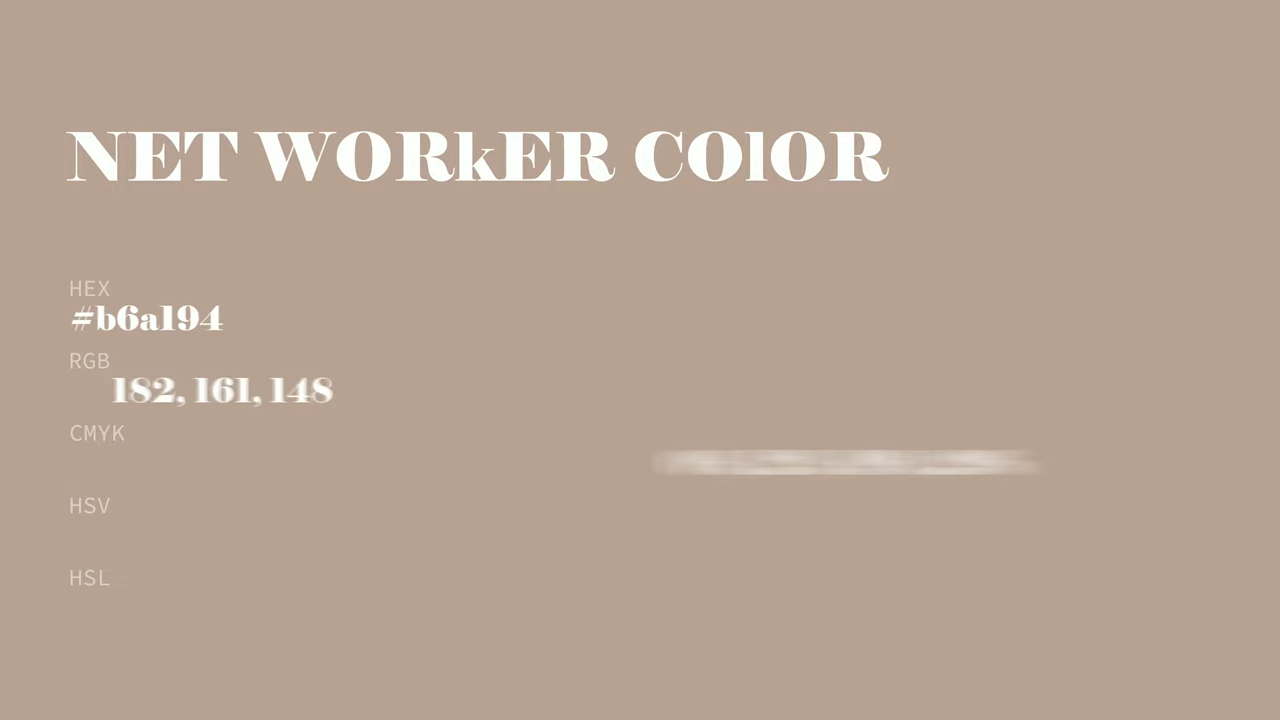 NET WORkER COlOR
HEX
#b6a194
RGB
182, 161, 148
CMYK
HSV
HSL